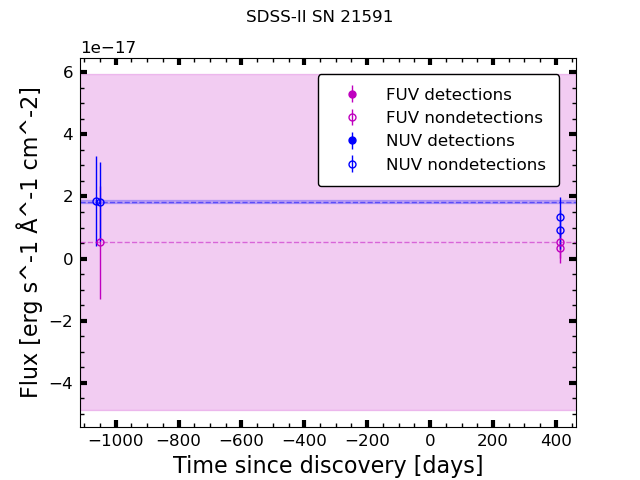 SDSS-II SN 21591
1e−17
6
4
2
0
−2
−4
Flux [erg s^-1 Å^-1 cm^-2]
FUV detections
FUV nondetections
NUV detections
NUV nondetections
−1000 −800 −600 −400 −200 0 200 400
Time since discovery [days]